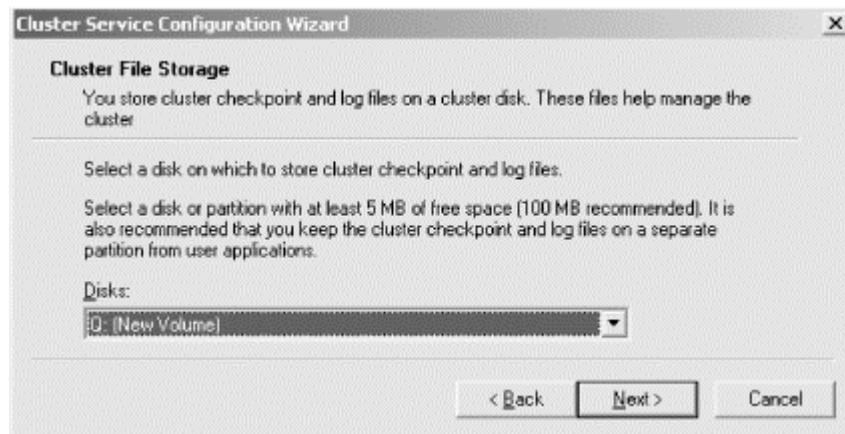 Cluster Service Configuration Wizard
Cluster File Storage
You store cluster checkpoint and log files on a cluster disk. These files help manage the
cluster
Select a disk on which to store cluster checkpoint and log files.
Select a disk or partition with at least 5 MB of free space (100 MB recommended). It is
also recommended that you keep the cluster checkpoint and log files on a separate
partition from user applications.
Disks:
Q: (New Volume)
< Back
Next >
Cancel